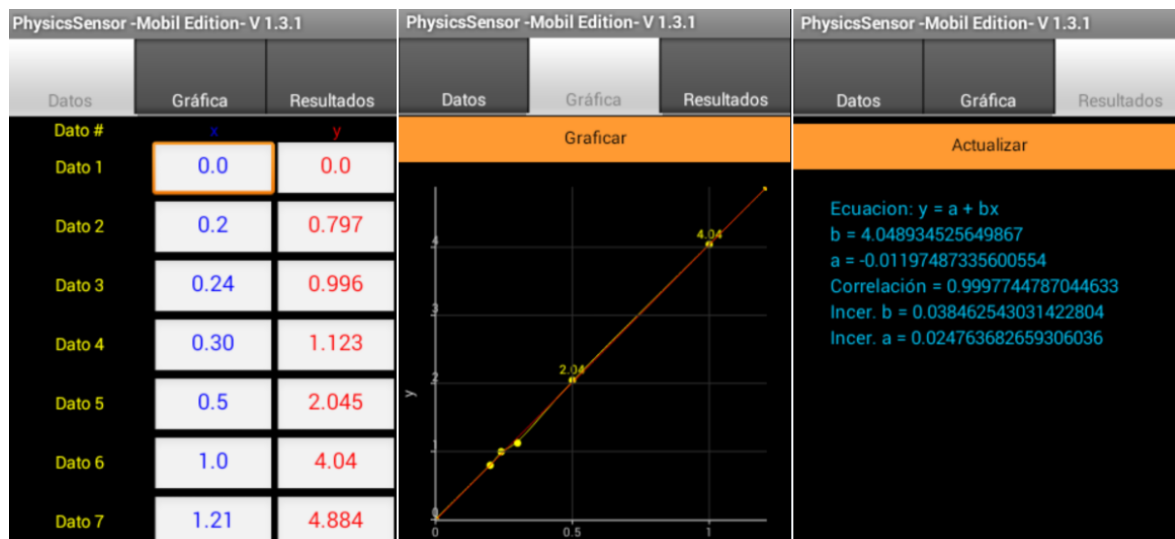 PhysicsSensor -Mobil Edition- V 1.3.1
Datos Gráfica Resultados
Dato # x y
Dato 1 0.0 0.0
Dato 2 0.2 0.797
Dato 3 0.24 0.996
Dato 4 0.30 1.123
Dato 5 0.5 2.045
Dato 6 1.0 4.04
Dato 7 1.21 4.884
PhysicsSensor -Mobil Edition- V 1.3.1
Datos Gráfica Resultados
Graficar
4.04
4
3
2.04
2
y
1
0
0 0.5 1
PhysicsSensor -Mobil Edition- V 1.3.1
Datos Gráfica Resultados
Actualizar
Ecuacion: y = a + bx
b = 4.048934525649867
a = -0.01197487335600554
Correlación = 0.9997744787044633
Incer. b = 0.038462543031422804
Incer. a = 0.024763682659306036